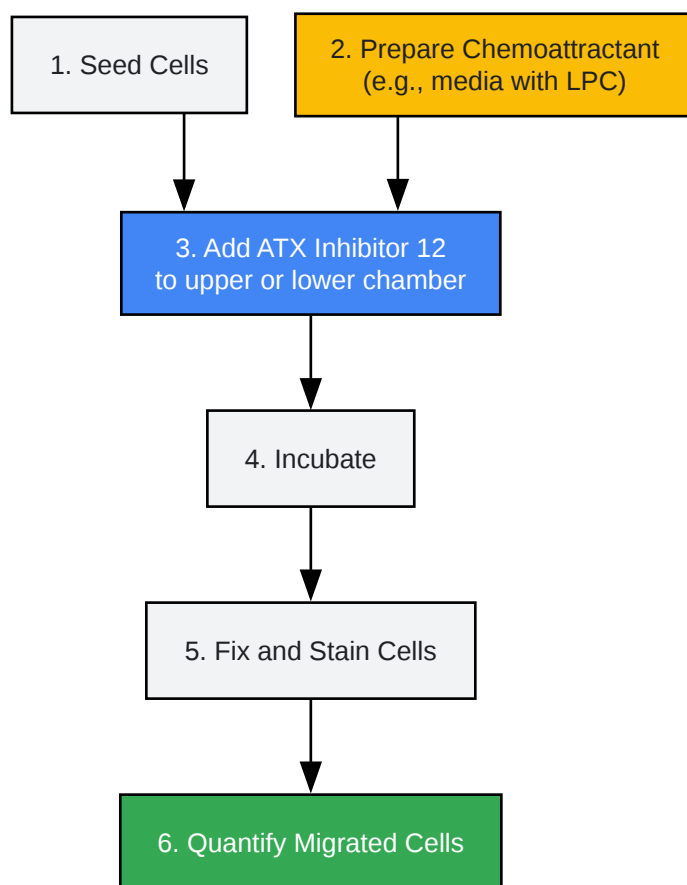 1. Seed Cells
2. Prepare Chemoattractant
(e.g., media with LPC)
3. Add ATX Inhibitor 12
to upper or lower chamber
4. Incubate
5. Fix and Stain Cells
6. Quantify Migrated Cells